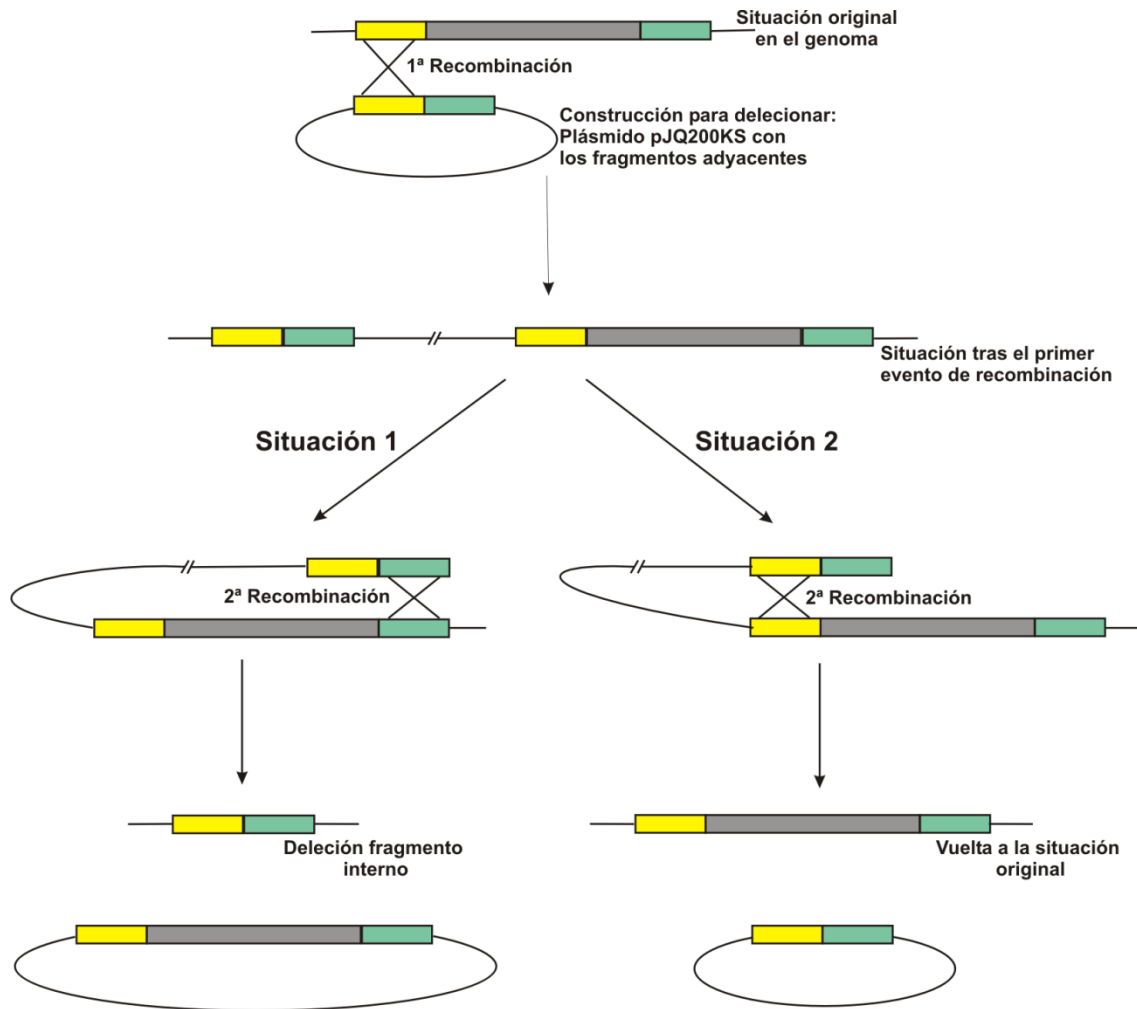 Situación original
en el genoma
1ª Recombinación
Construcción para delecionar:
Plásmido pJQ200KS con
los fragmentos adyacentes
Situación tras el primer
evento de recombinación
Situación 1
Situación 2
2ª Recombinación
2ª Recombinación
Deleción fragmento
interno
Vuelta a la situación
original